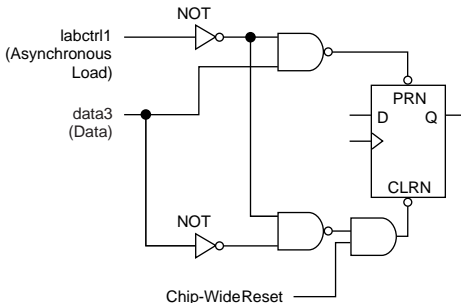 NOT
labctrl1
(Asynchronous
Load)
PRN
data3
(Data)
D Q
CLRN
NOT
Chip-WideReset